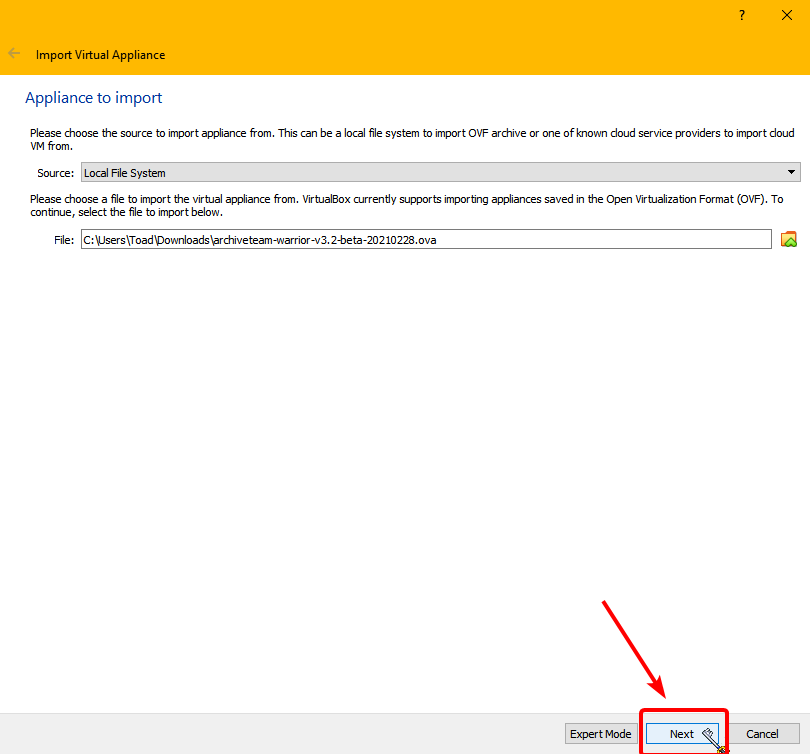 ?
Import Virtual Appliance
Appliance to import
Please choose the source to import appliance from. This can be a local file system to import OVF archive or one of known cloud service providers to import cloud
VM from.
Source: Local File System
Please choose a file to import the virtual appliance from. VirtualBox currently supports importing appliances saved in the Open Virtualization Format (OVF). To
continue, select the file to import below.
File: C:\Users\Toad\Downloads\archiveteam-warrior-v3.2-beta-20210228.ova
Expert Mode Next Cancel